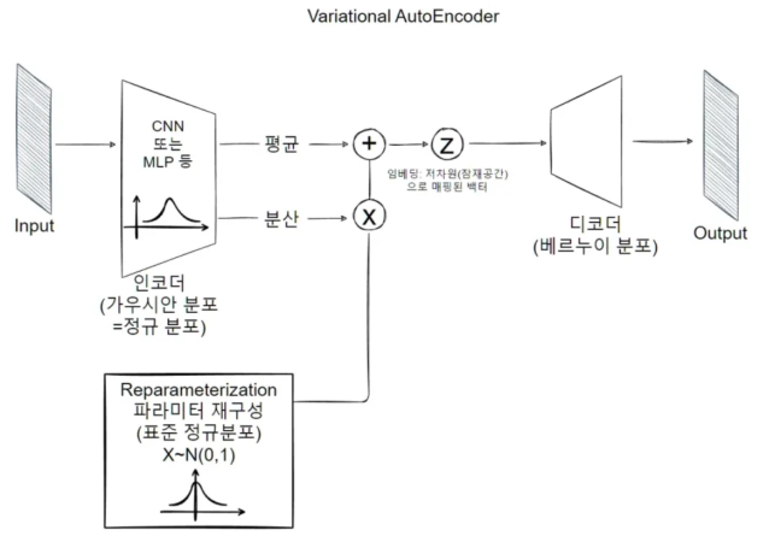 Variational AutoEncoder
Input
CNN
또는
MLP 등
인코더
(가우시안 분포
=정규 분포)
평균
분산
+
X
Z
임베딩: 저차원(잠재공간)
으로 매핑된 백터
디코더
(베르누이 분포)
Output
Reparameterization
파라미터 재구성
(표준 정규분포)
X~N(0,1)